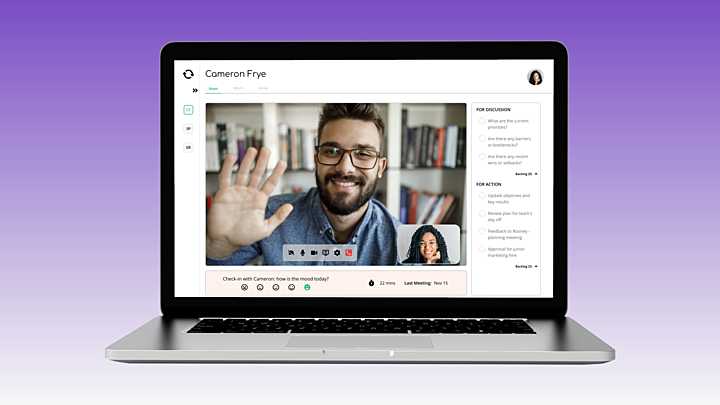 Cameron Frye
Meet Work Grow
CF
SP
SR
FOR DISCUSSION
What are the current
priorities?
Are there any barriers
or bottlenecks?
Are there any recent
wins or setbacks?
Backlog (9)
FOR ACTION
Update objectives and
key results
Review plan for team's
day off
Feedback to Rooney -
planning meeting
Approval for junior
marketing hire
Backlog (5)
Check-in with Cameron: how is the mood today?
22 mins
Last Meeting: Nov 15